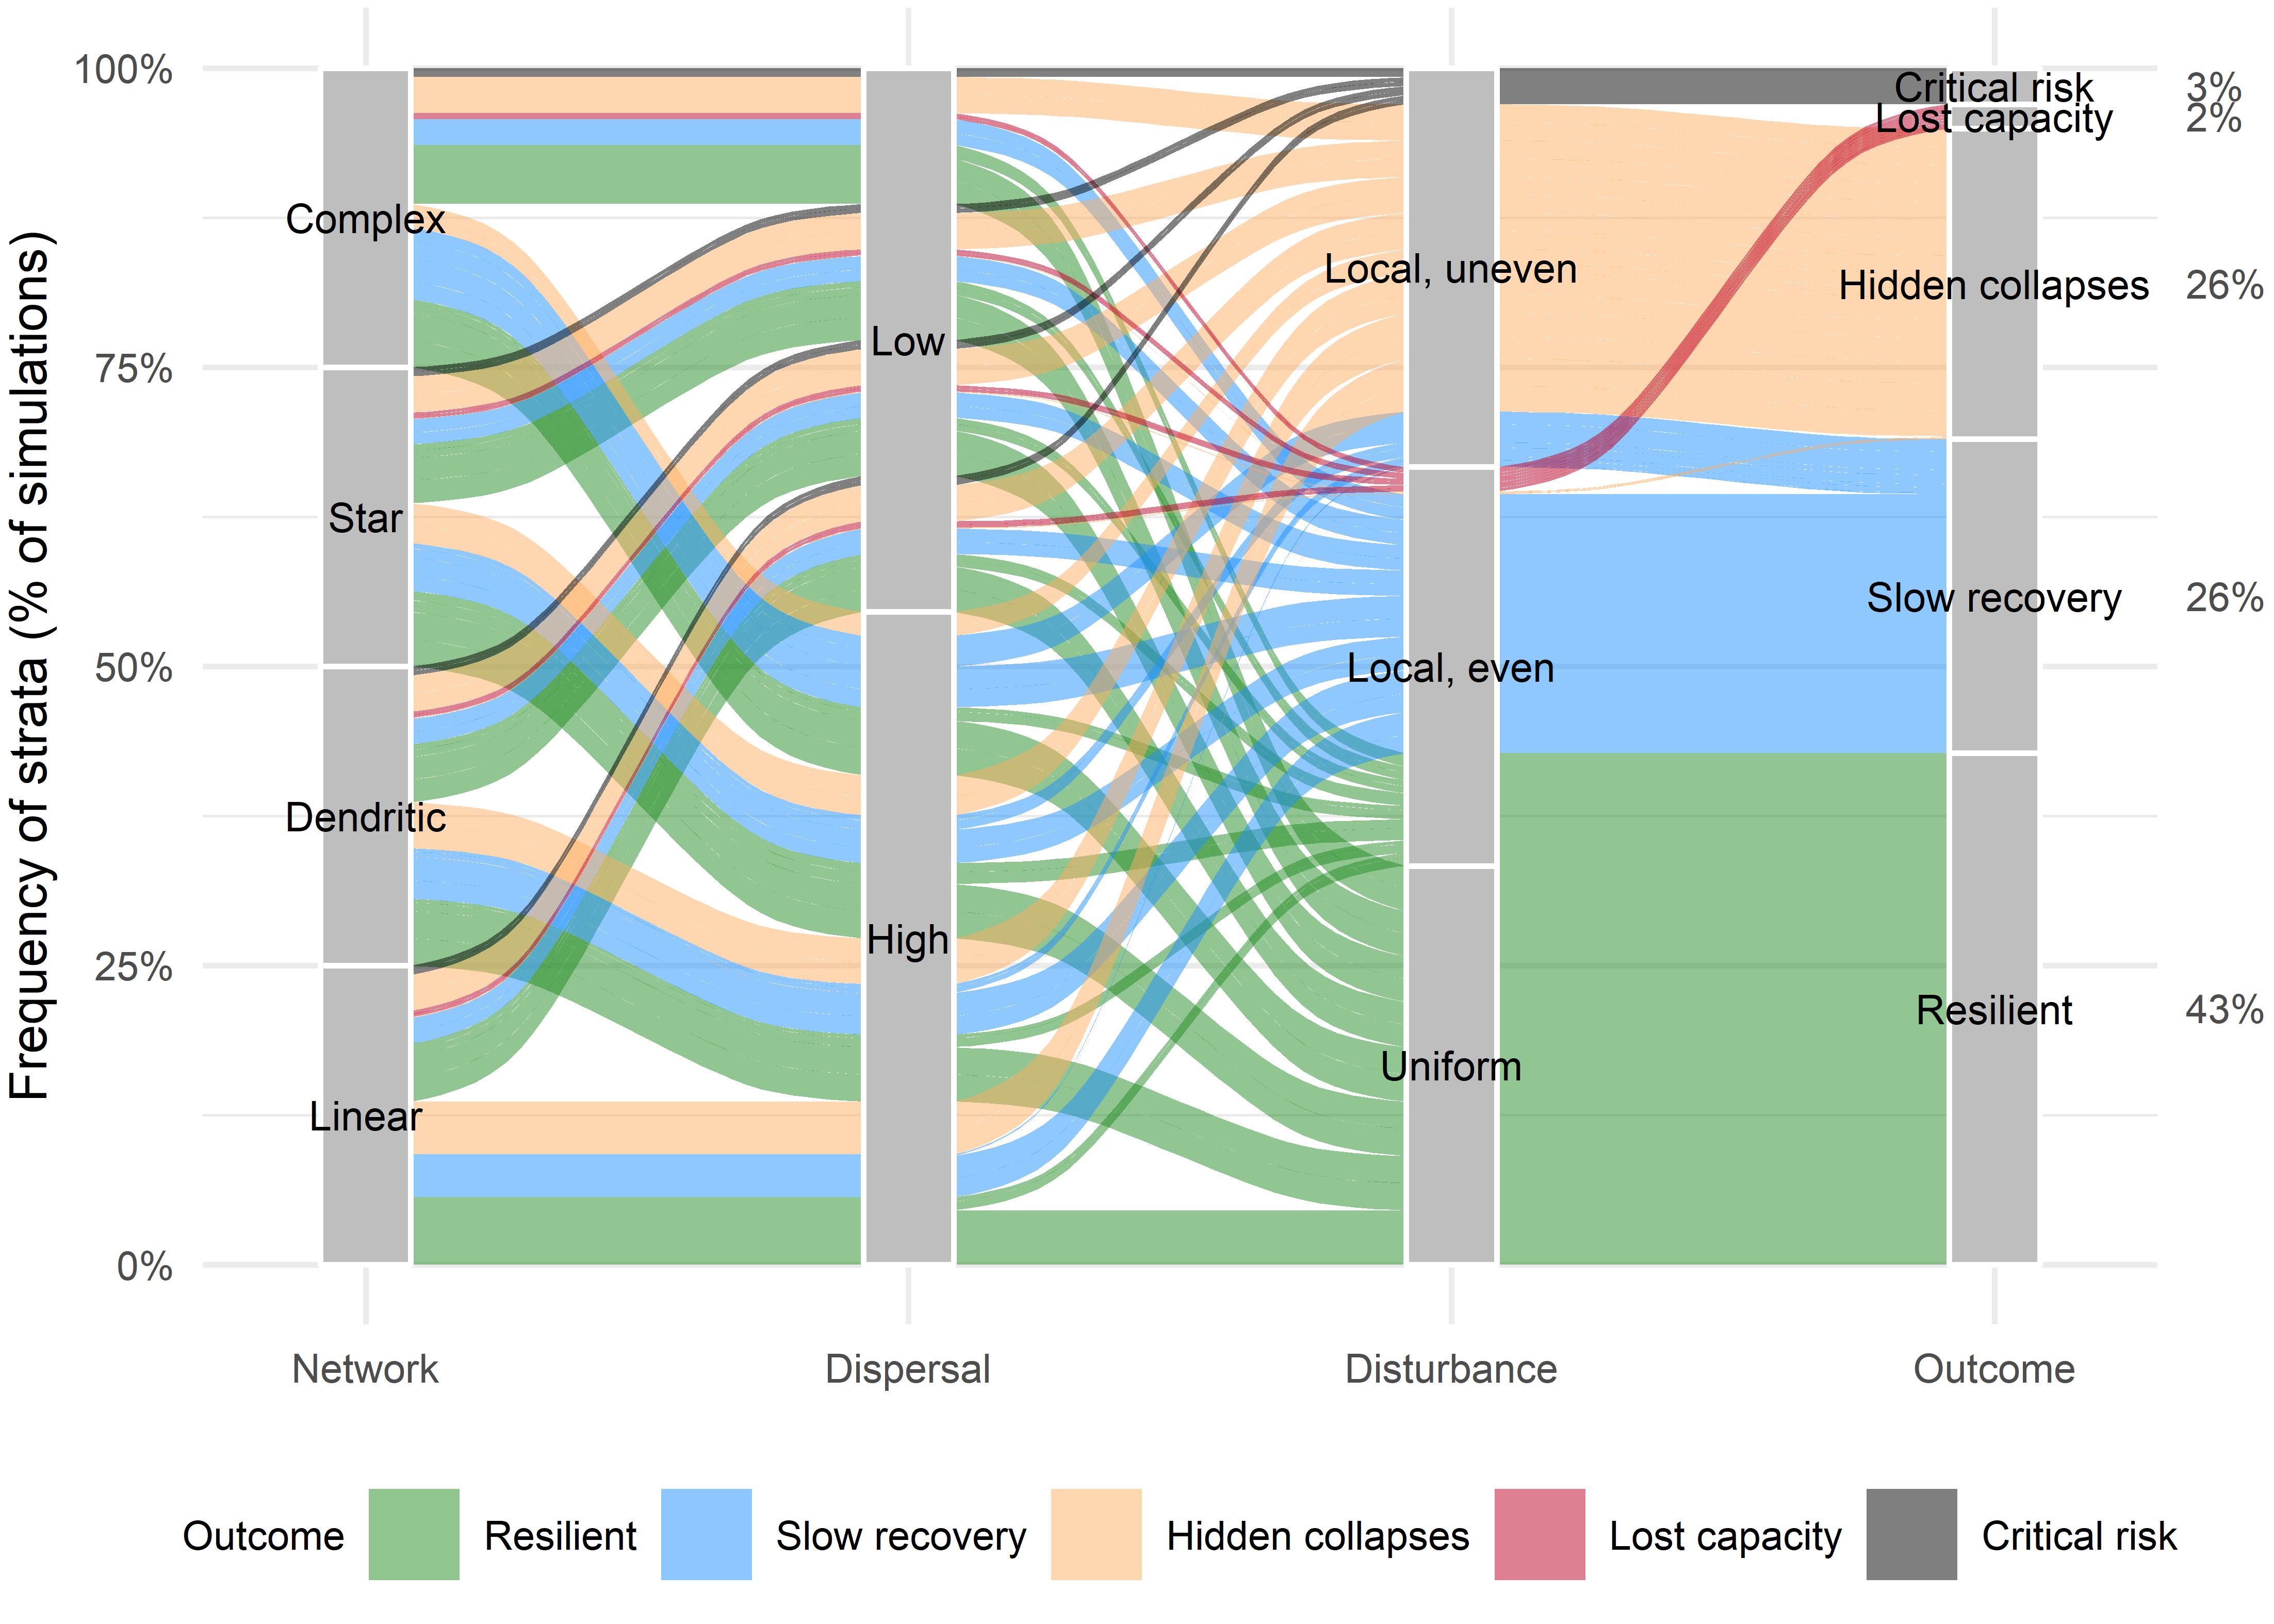 Frequency of strata (% of simulations)
100%
75%
50%
25%
0%
Complex
Star
Dendritic
Linear
Low
High
Local, uneven
Local, even
Uniform
Critical risk
Lost capacity
Hidden collapses
Slow recovery
Resilient
3%
2%
26%
26%
43%
Network Dispersal Disturbance Outcome
Outcome Resilient Slow recovery Hidden collapses Lost capacity Critical risk